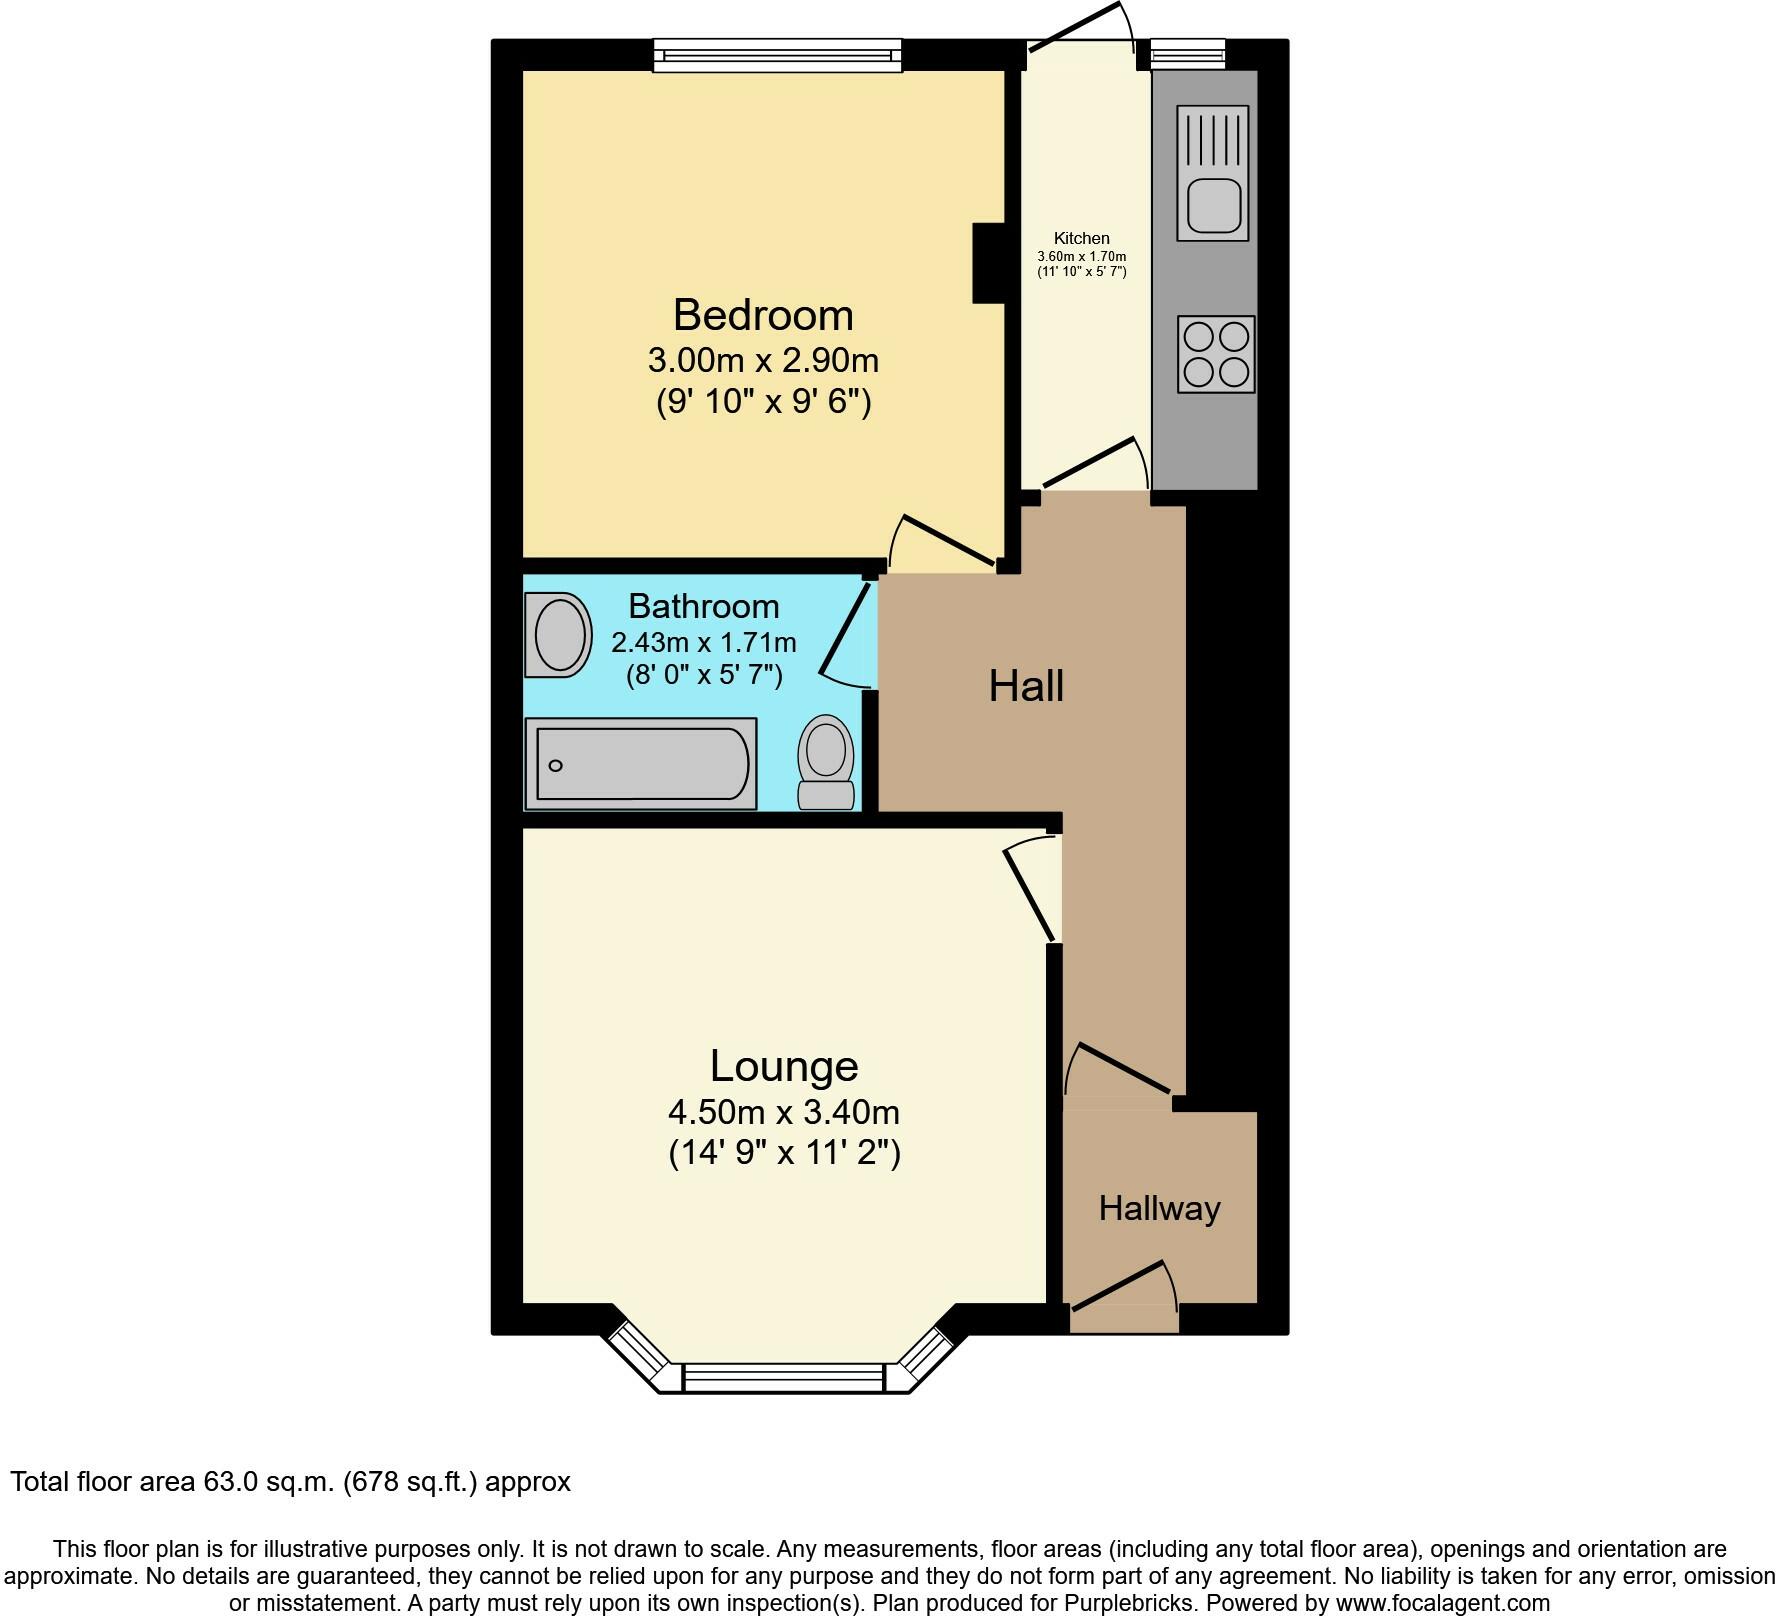 Kitchen
3.60m x 1.70m
(11' 10" x 5' 7")
Bedroom
3.00m x 2.90m
(9' 10" x 9' 6")
Bathroom
2.43m x 1.71m
(8' 0" x 5' 7")
Hall
Lounge
4.50m x 3.40m
(14' 9" x 11' 2")
Hallway
Total floor area 63.0 sq.m. (678 sq.ft.) approx
This floor plan is for illustrative purposes only. It is not drawn to scale. Any measurements, floor areas (including any total floor area), openings and orientation are
approximate. No details are guaranteed, they cannot be relied upon for any purpose and they do not form part of any agreement. No liability is taken for any error, omission
or misstatement. A party must rely upon its own inspection(s). Plan produced for Purplebricks. Powered by www.focalagent.com